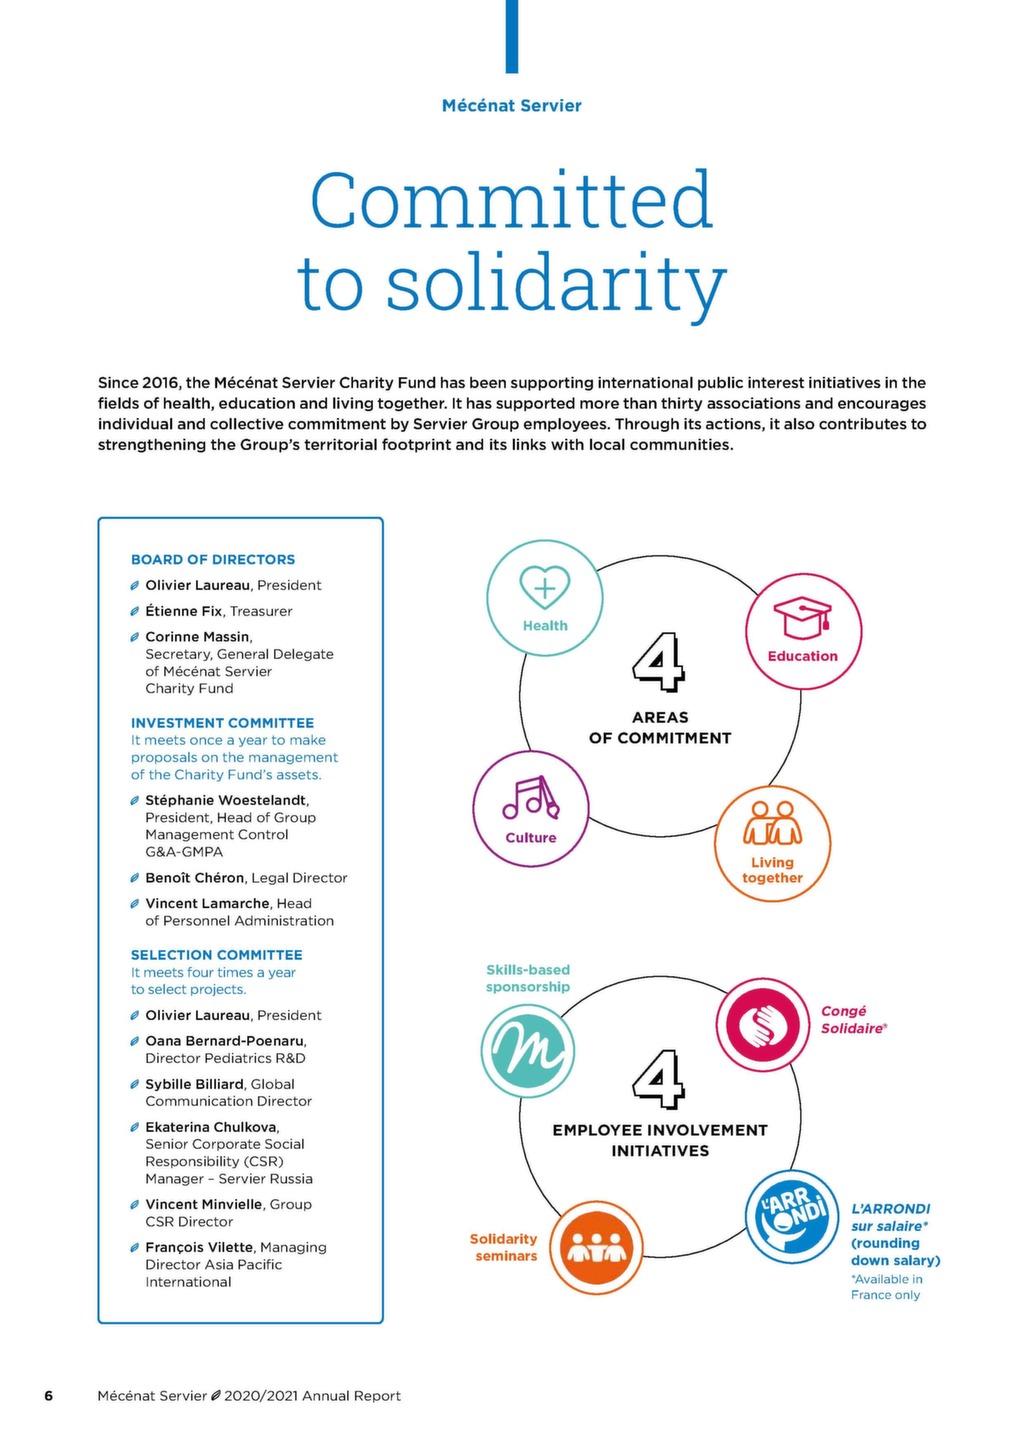 Mécénat Servier
Committed
to solidarity
Since 2016, the Mécénat Servier Charity Fund has been supporting international public interest initiatives in the
fields of health, education and living together. It has supported more than thirty associations and encourages
individual and collective commitment by Servier Group employees. Through its actions, it also contributes to
strengthening the Group's territorial footprint and its links with local communities.
BOARD OF DIRECTORS
Olivier Laureau, President
Étienne Fix, Treasurer
Corinne Massin,
Secretary, General Delegate
of Mécénat Servier
Charity Fund
INVESTMENT COMMITTEE
It meets once a year to make
proposals on the management
of the Charity Fund's assets.
Stéphanie Woestelandt,
President, Head of Group
Management Control
G&A-GMPA
Benoît Chéron, Legal Director
Vincent Lamarche, Head
of Personnel Administration
SELECTION COMMITTEE
It meets four times a year
to select projects.
Olivier Laureau, President
Oana Bernard-Poenaru,
Director Pediatrics R&D
Sybille Billiard, Global
Communication Director
Ekaterina Chulkova,
Senior Corporate Social
Responsibility (CSR)
Manager – Servier Russia
Vincent Minvielle, Group
CSR Director
François Vilette, Managing
Director Asia Pacific
International
Health
Education
4
AREAS
OF COMMITMENT
Culture
Living
together
Skills-based
sponsorship
m
Congé
Solidaire®
4
EMPLOYEE INVOLVEMENT
INITIATIVES
Solidarity
seminars
L'ARR
ONDI
L'ARRONDI
sur salaire*
(rounding
down salary)
*Available in
France only
6
Mécénat Servier 2020/2021 Annual Report